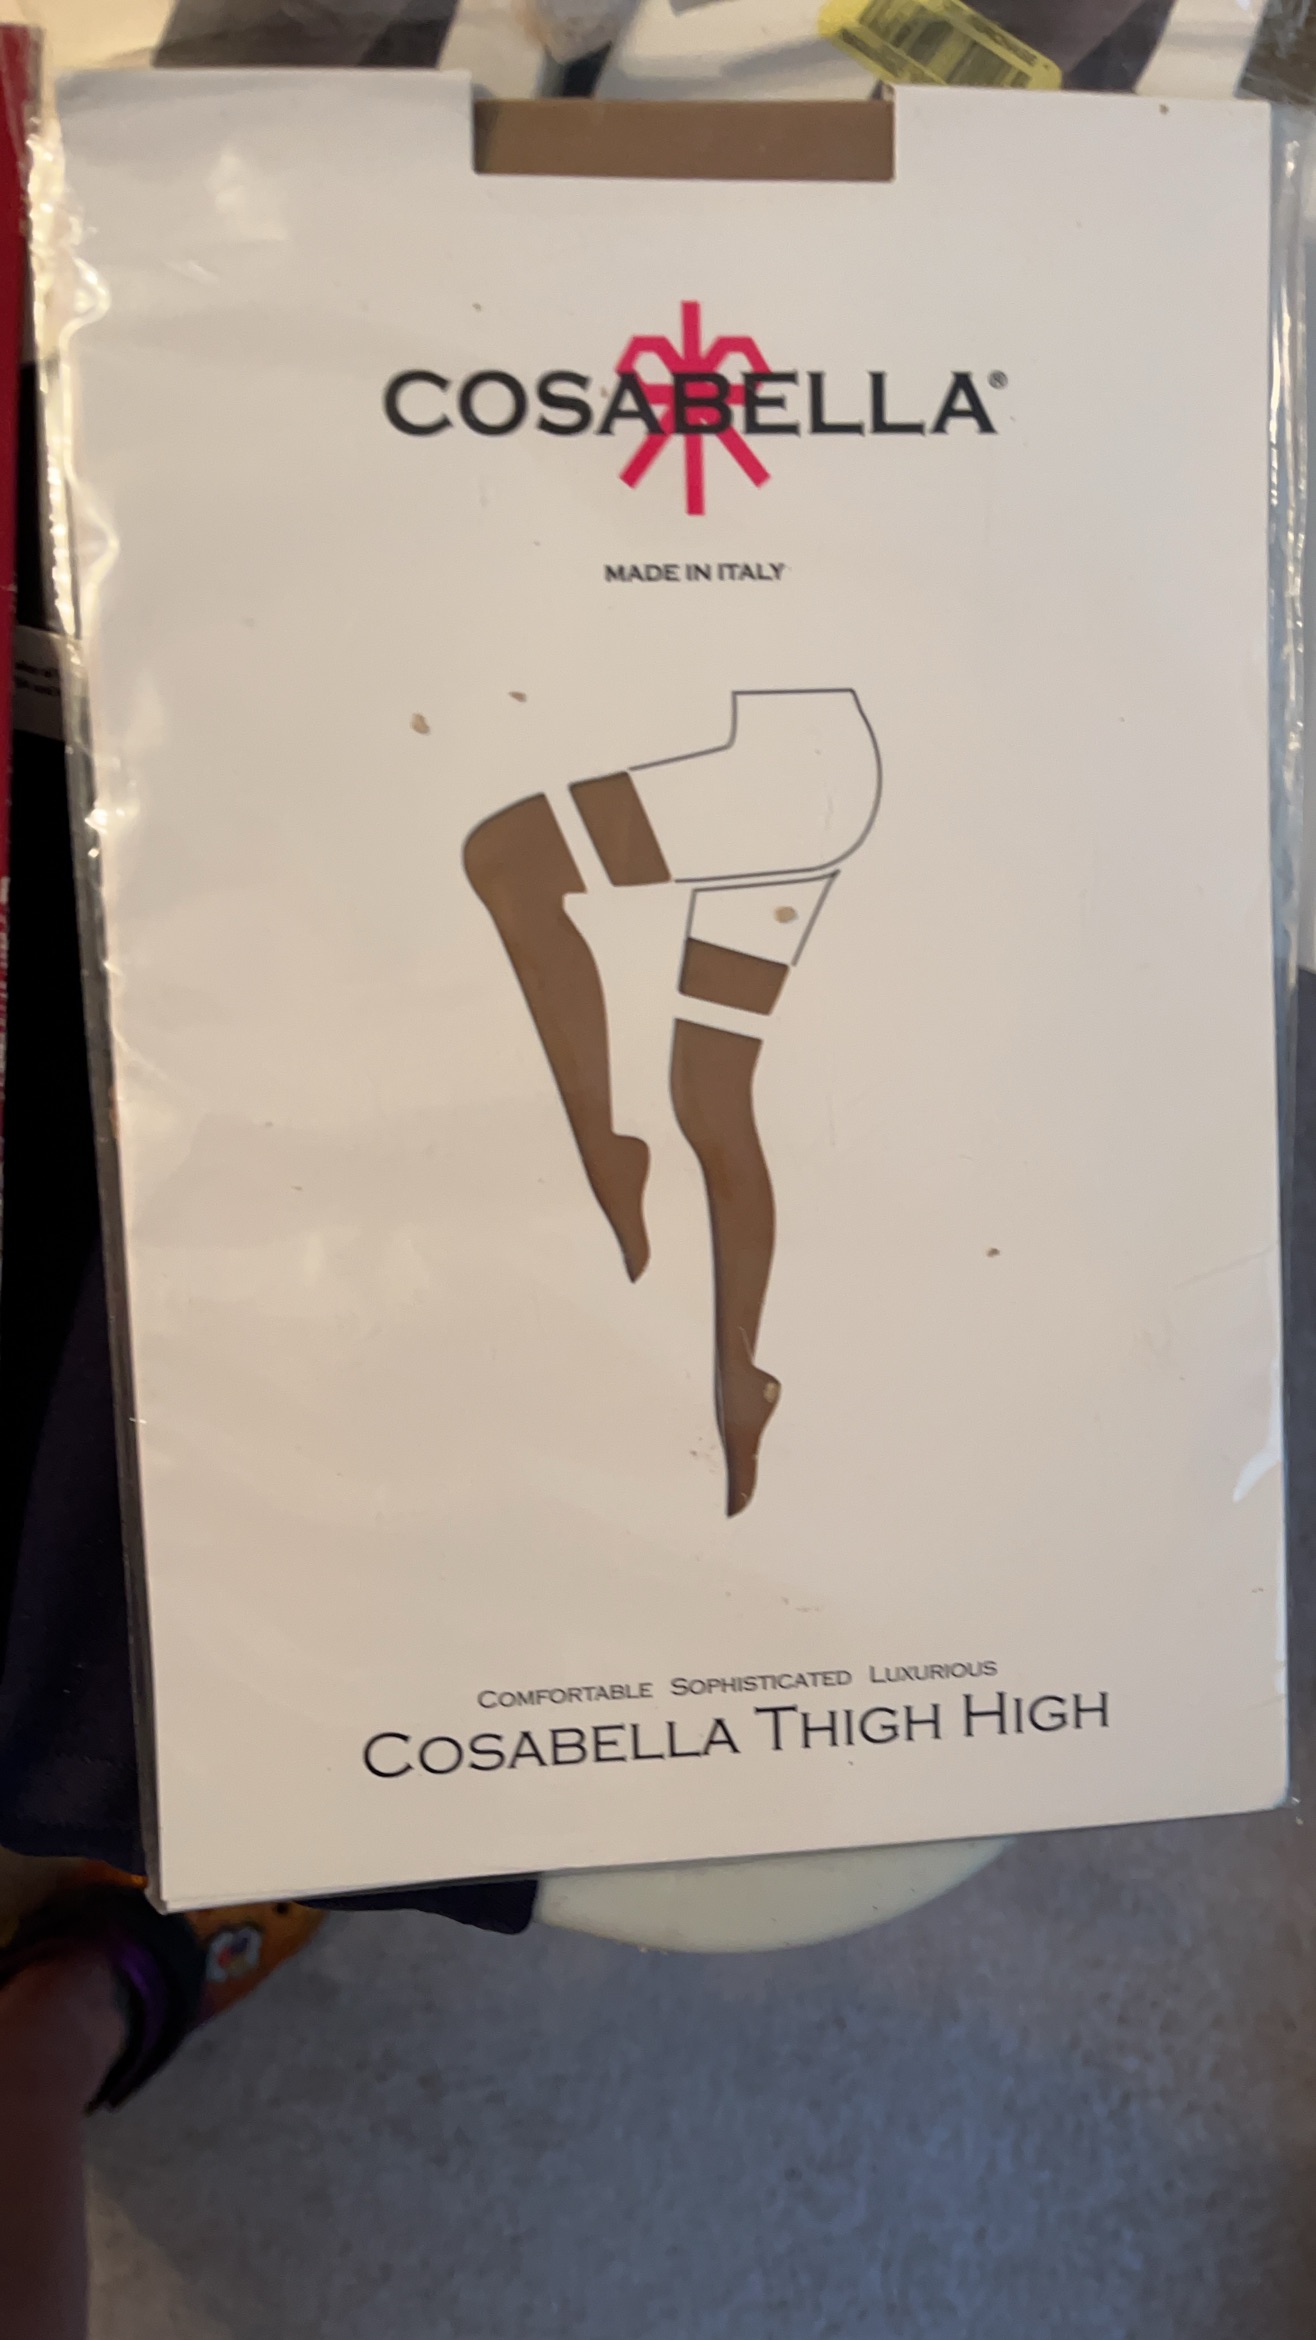 COSABELLA®
MADE IN ITALY
COMFORTABLE SOPHISTICATED LUXURIOUS
COSABELLA THIGH HIGH